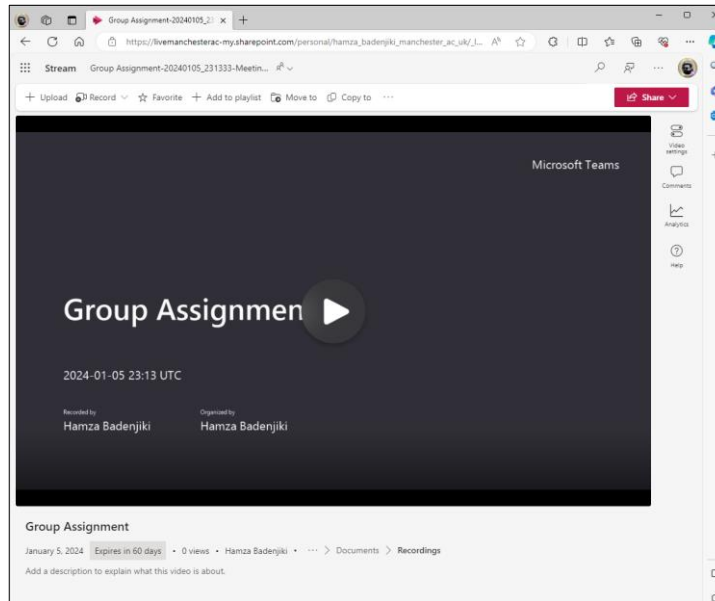 Group Assignment-20240105_23
https://livemanchesterac-my.sharepoint.com/personal/hamza_badenjiki_manchester_ac_uk/_l...
Stream Group Assignment-20240105_231333-Meetin...
Upload Record Favorite Add to playlist Move to Copy to ... Share
Microsoft Teams
Video settings
Comments
Analytics
Help
Group Assignmen
2024-01-05 23:13 UTC
Recorded by Organized by
Hamza Badenjiki Hamza Badenjiki
Group Assignment
January 5, 2024 Expires in 60 days • 0 views • Hamza Badenjiki • ... > Documents > Recordings
Add a description to explain what this video is about.